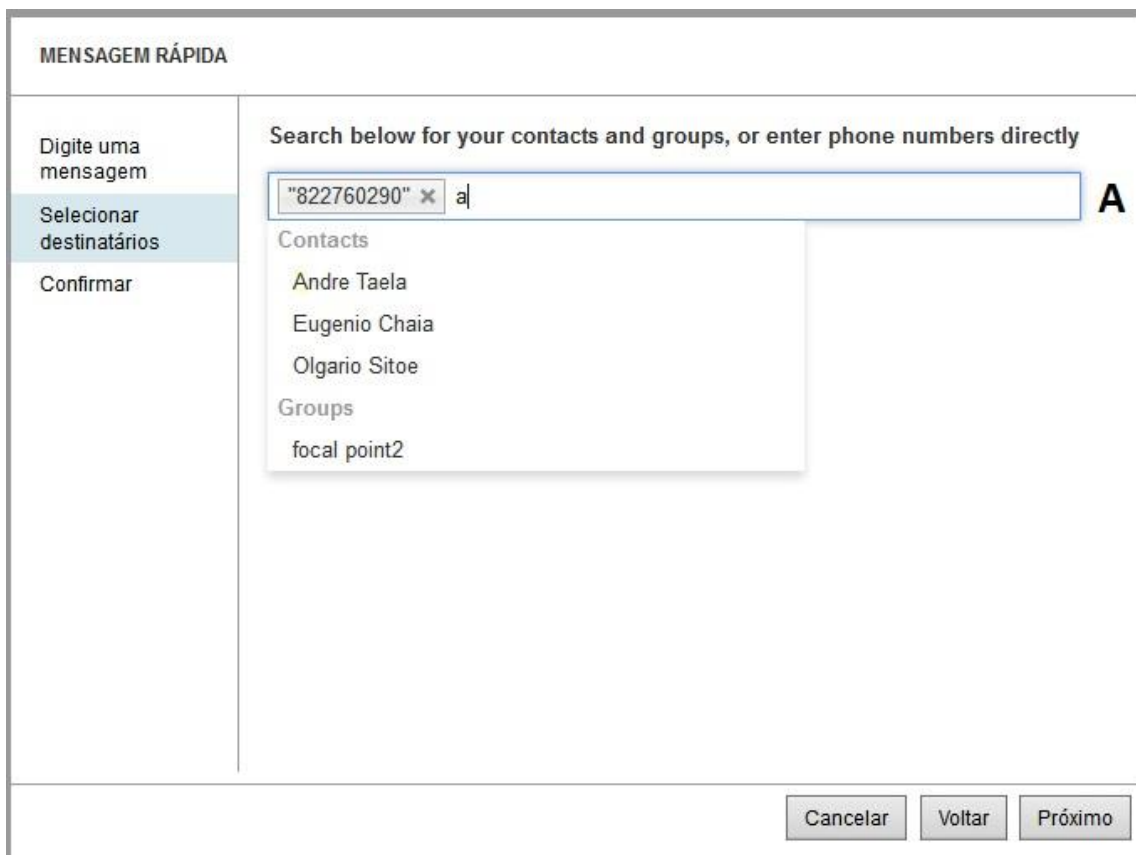 MENSAGEM RÁPIDA
Digite uma
mensagem
Selecionar
destinatários
Confirmar
Search below for your contacts and groups, or enter phone numbers directly
"822760290" × a
A
Contacts
Andre Taela
Eugenio Chaia
Olgario Sitoe
Groups
focal point2
Cancelar Voltar Próximo